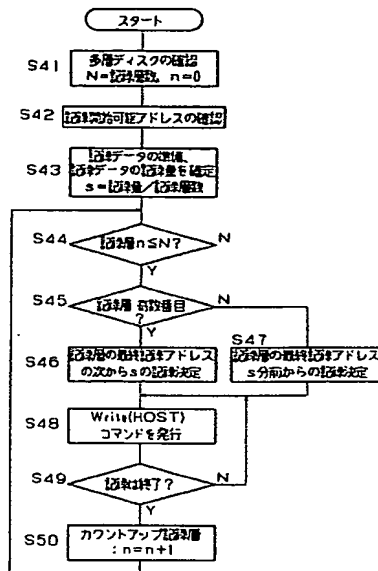 スタート
S41
多層ディスクの確認
N=記録層数, n=0
S42
記録開始可能アドレスの確認
S43
記録データの準備、
記録データの記録量を確定
s=記録量/記録層数
S44
記録層n≦N?
N
Y
S45
記録層 奇数番目
?
N
Y
S46
記録層の最終記録アドレス
の次からsの記録決定
S47
記録層の最終記録アドレス
s分前からの記録決定
S48
Write(HOST)
コマンドを発行
S49
記録は終了?
N
Y
S50
カウントアップ記録層
:n=n+1